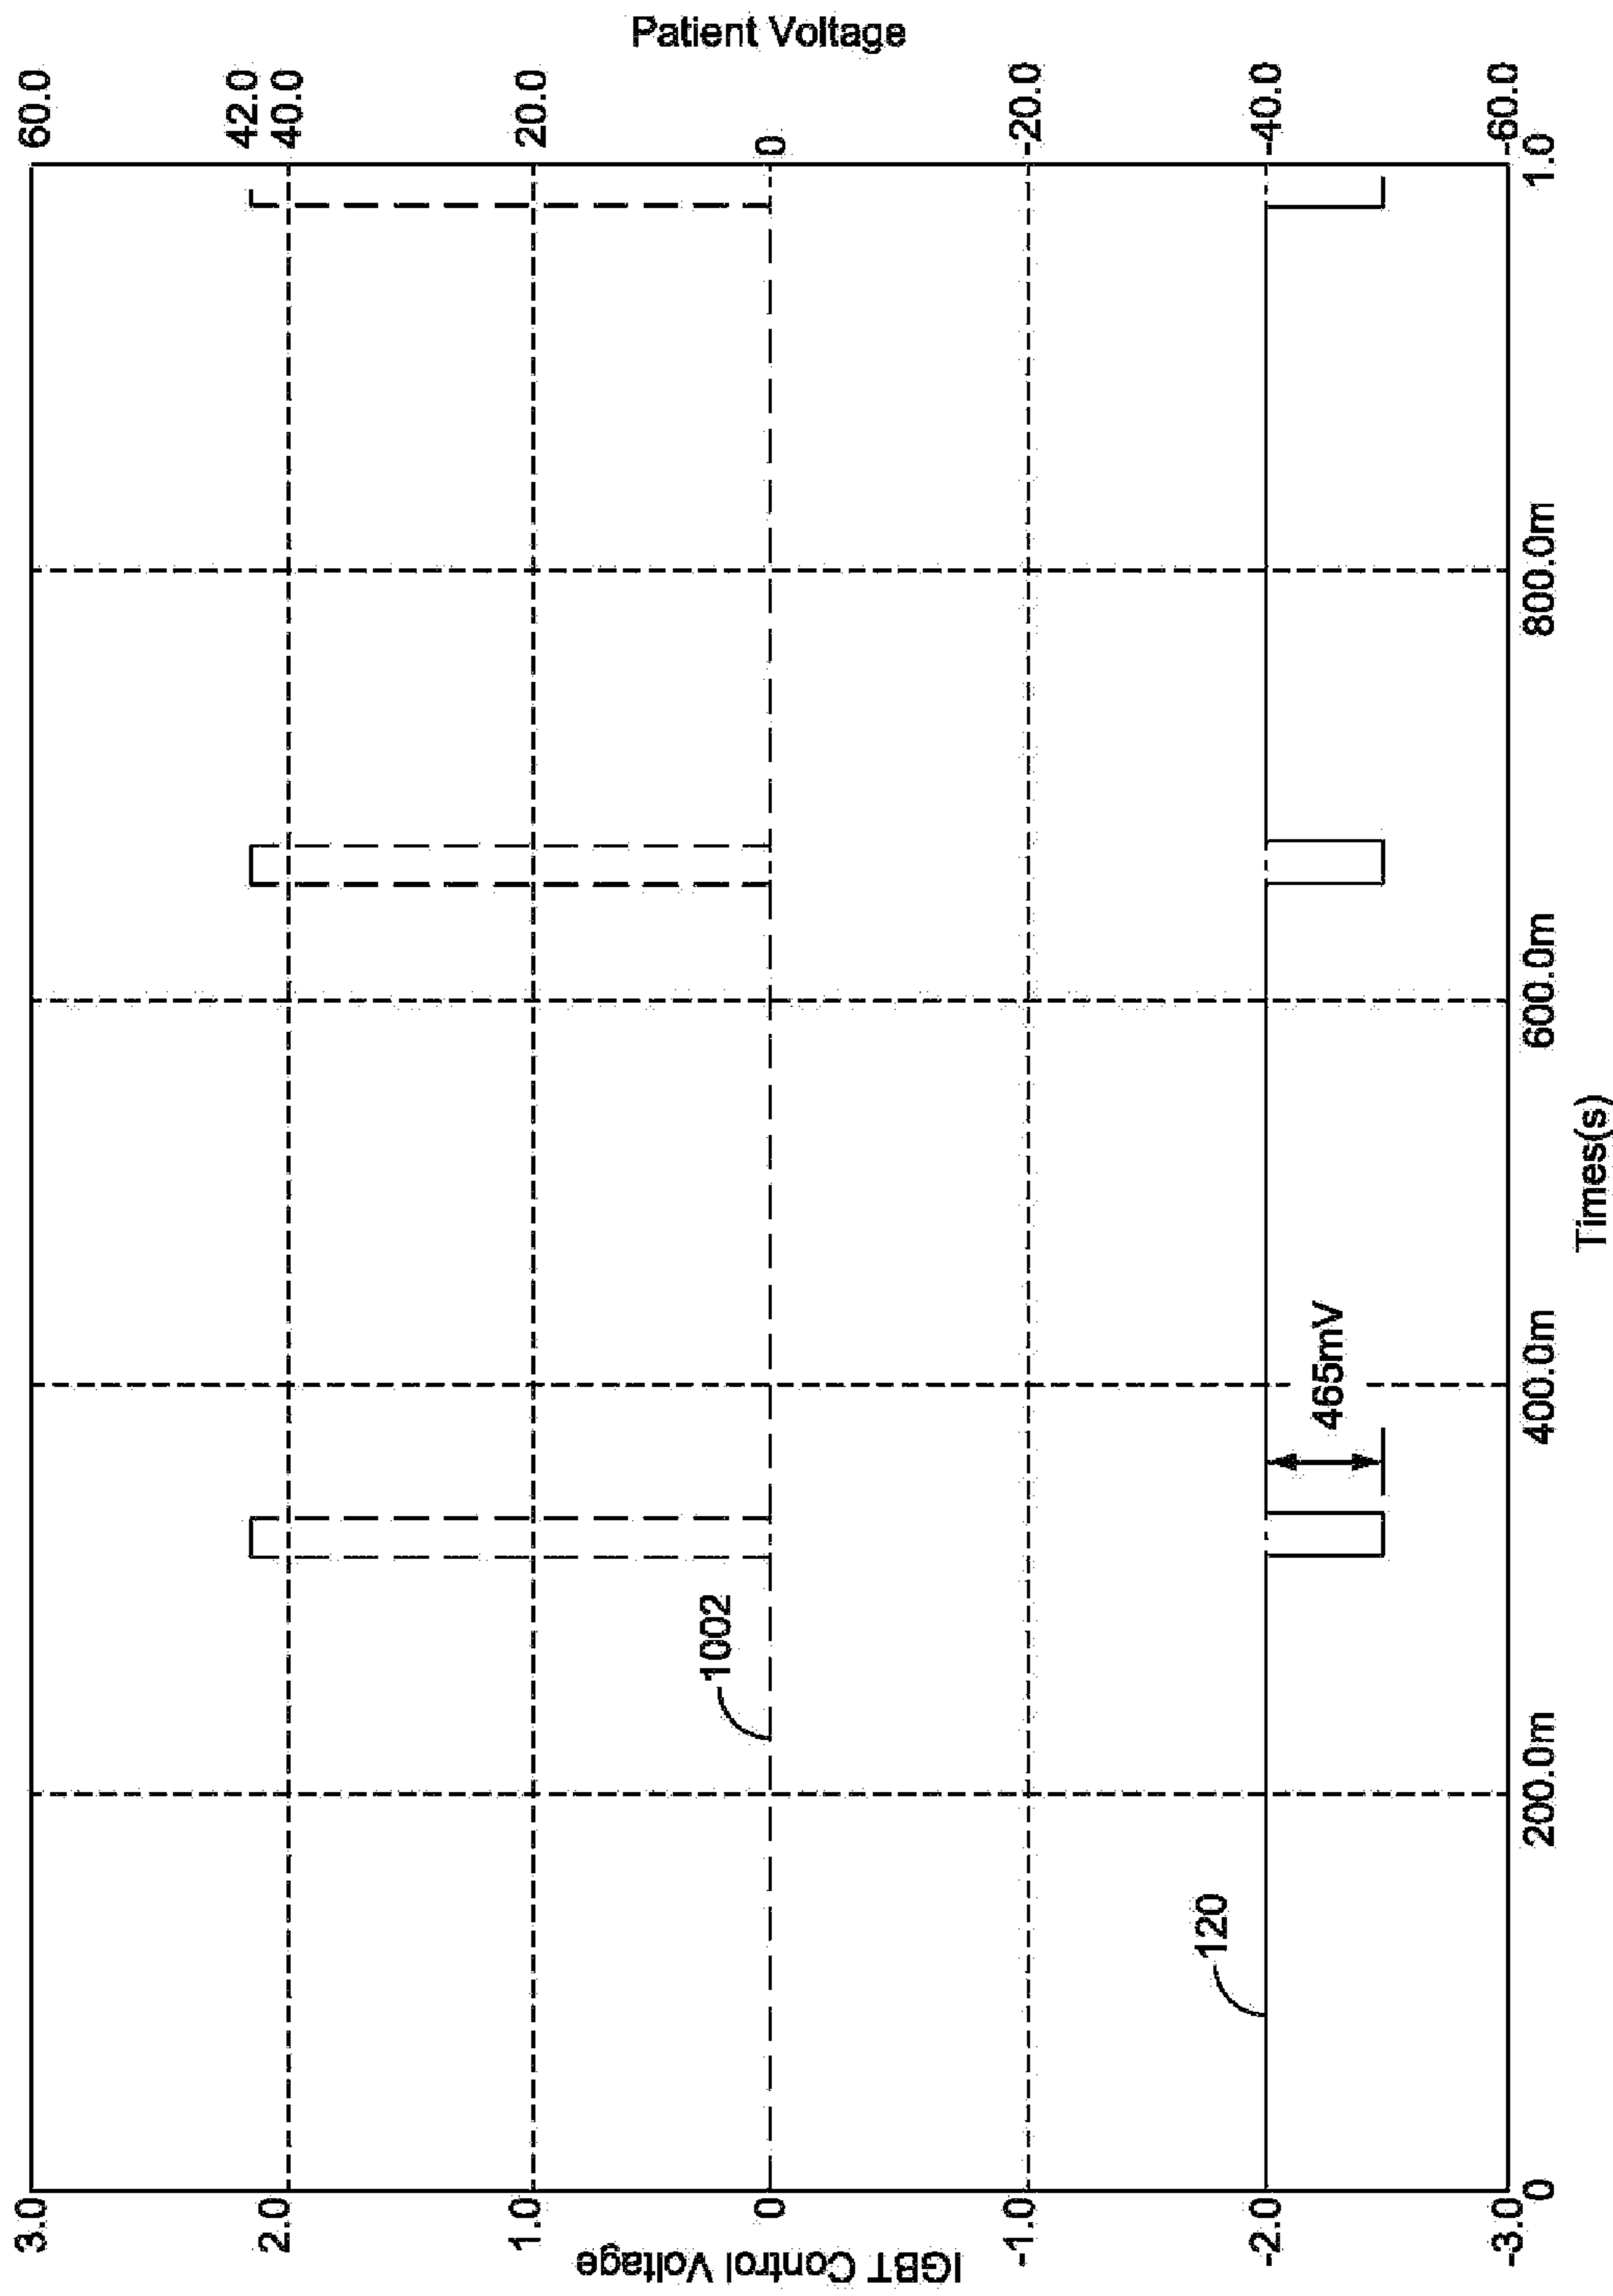 Patient Voltage
60.0
42.0
40.0
20.0
0
-20.0
-40.0
-60.0
3.0
2.0
1.0
0
-1.0
-2.0
-3.0
IGBT Control Voltage
1002
120
465mV
0
200.0m
400.0m
600.0m
800.0m
1.0
Times(s)